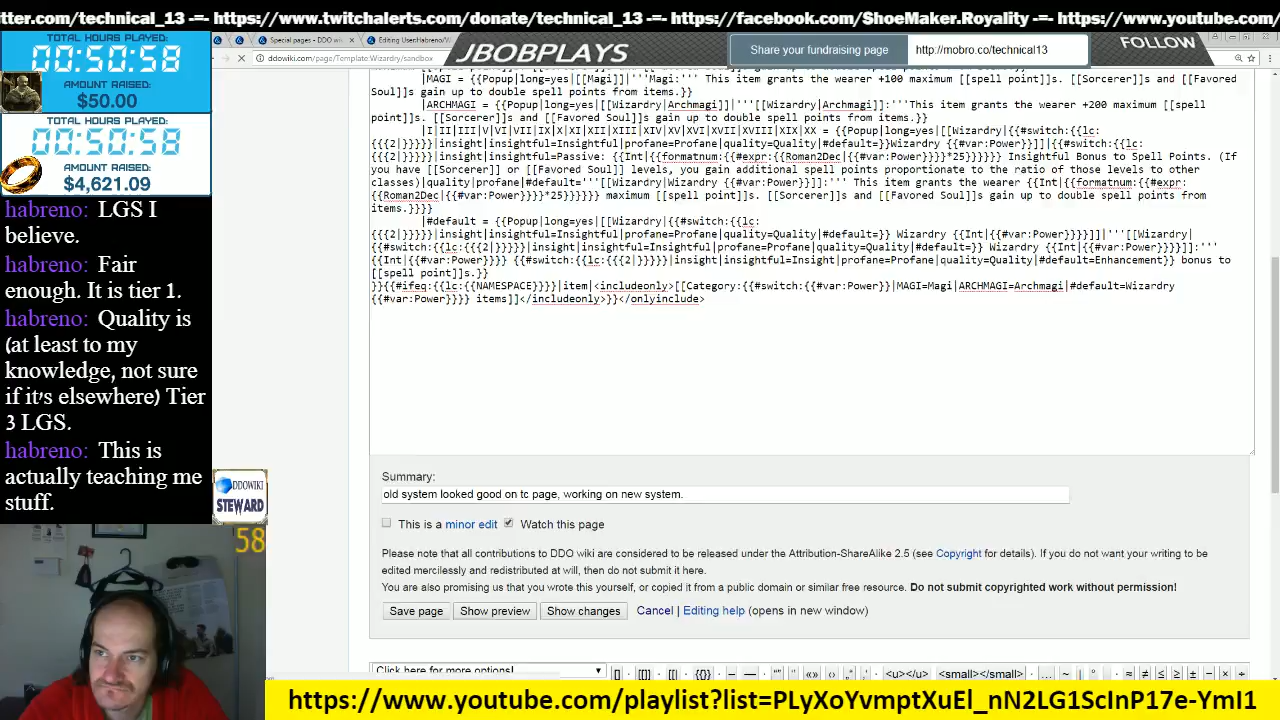 tter.com/technical_13 -=- https://www.twitchalerts.com/donate/technical_13 -=- https://facebook.com/ShoeMaker.Royality -=- https://www.youtube.com/
TOTAL HOURS PLAYED:
00:50:58
AMOUNT RAISED:
$50.00
TOTAL HOURS PLAYED:
00:50:58
AMOUNT RAISED:
$4,621.09
Special pages - DDO wi
Editing User:Habreno/W
ddowiki.com/page/Template:Wizardry/sandbox
JBOBPLAYS
Share your fundraising page
http://mobro.co/technical13
FOLLOW
habreno: LGS I
believe.
habreno: Fair
enough. It is tier 1.
habreno: Quality is
(at least to my
knowledge, not sure
if it's elsewhere) Tier
3 LGS.
habreno: This is
actually teaching me
stuff.
|MAGI = {{Popup|long=yes|[[Magi]|'''Magi:''' This item grants the wearer +100 maximum [[spell point]]s. [[Sorcerer]]s and [[Favored
Soul]]s gain up to double spell points from items.}}
|ARCHMAGI = {{Popup|long=yes|[[Wizardry|Archmagi]|'''[[Wizardry|Archmagi]]:'''This item grants the wearer +200 maximum [[spell
point]]s. [[Sorcerer]]s and [[Favored Soul]]s gain up to double spell points from items.}}
|I|II|III|V|VI|VII|IX|X|XI|XII|XIII|XIV|XV|XVI|XVII|XVIII|XIX|XX = {{Popup|long=yes|[[Wizardry|{{#switch:{{lc:
{{{2|}}}}}|insight|insightful=Insightful|profane=Profane|quality=Quality|#default=}}Wizardry {{#var:Power}}]]|{{#switch:{{lc:
{{{2|}}}}}|insight|insightful=Passive: {{Int|{{formatnum:{{#expr:{{Roman2Dec|{{#var:Power}}}}*25}}}}}} Insightful Bonus to Spell Points. (If
you have [[Sorcerer]] or [[Favored Soul]] levels, you gain additional spell points proportionate to the ratio of those levels to other
classes)|quality|profane|#default='''[[Wizardry|Wizardry {{#var:Power}}]]:''' This item grants the wearer {{Int|{{formatnum:{{#expr:
{{Roman2Dec|{{#var:Power}}}}*25}}}}}} maximum [[spell point]]s. [[Sorcerer]]s and [[Favored Soul]]s gain up to double spell points from
items.}}}}
|#default = {{Popup|long=yes|[[Wizardry|{{#switch:{{lc:
{{{2|}}}}}|insight|insightful=Insightful|profane=Profane|quality=Quality|#default=}} Wizardry {{Int|{{#var:Power}}}}]]|'''[[Wizardry|
{{#switch:{{lc:{{{2|}}}}}|insight|insightful=Insightful|profane=Profane|quality=Quality|#default=}} Wizardry {{Int|{{#var:Power}}}}]]:'''
{{Int|{{#var:Power}}}} {{#switch:{{lc:{{{2|}}}}}|insight|insightful=Insightful|profane=Profane|quality=Quality|#default=Enhancement}} bonus to
[[spell point]]s.}}
}}{{#ifeq:{{lc:{{NAMESPACE}}}}|item|<includeonly>[[Category:{{#switch:{{#var:Power}}|MAGI=Magi|ARCHMAGI=Archmagi|#default=Wizardry
{{#var:Power}}}} items]]</includeonly>}}</onlyinclude>
Summary:
old system looked good on tc page, working on new system.
This is a minor edit Watch this page
Please note that all contributions to DDO wiki are considered to be released under the Attribution-ShareAlike 2.5 (see Copyright for details). If you do not want your writing to be
edited mercilessly and redistributed at will, then do not submit it here.
You are also promising us that you wrote this yourself, or copied it from a public domain or similar free resource. Do not submit copyrighted work without permission!
Save page Show preview Show changes Cancel | Editing help (opens in new window)
DDOWIKI
STEWARD
58
Click here for more options!
<u></u> <small></small>
https://www.youtube.com/playlist?list=PLyXoYvmptXuEl_nN2LG1ScInP17e-YmI1